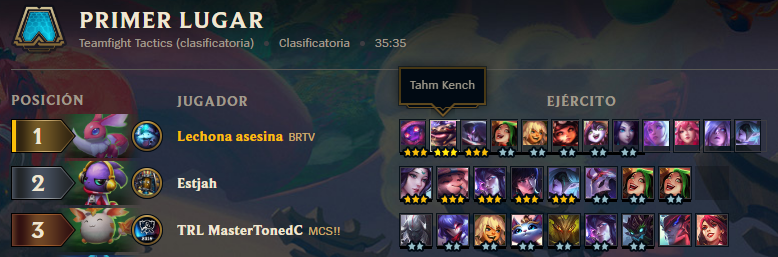 PRIMER LUGAR
Teamfight Tactics (clasificatoria) Clasificatoria 35:35
Tahm Kench
POSICIÓN JUGADOR EJÉRCITO
1 Lechona asesina BRTV
2 Estjah
3 TRL MasterTonedC MCS!!